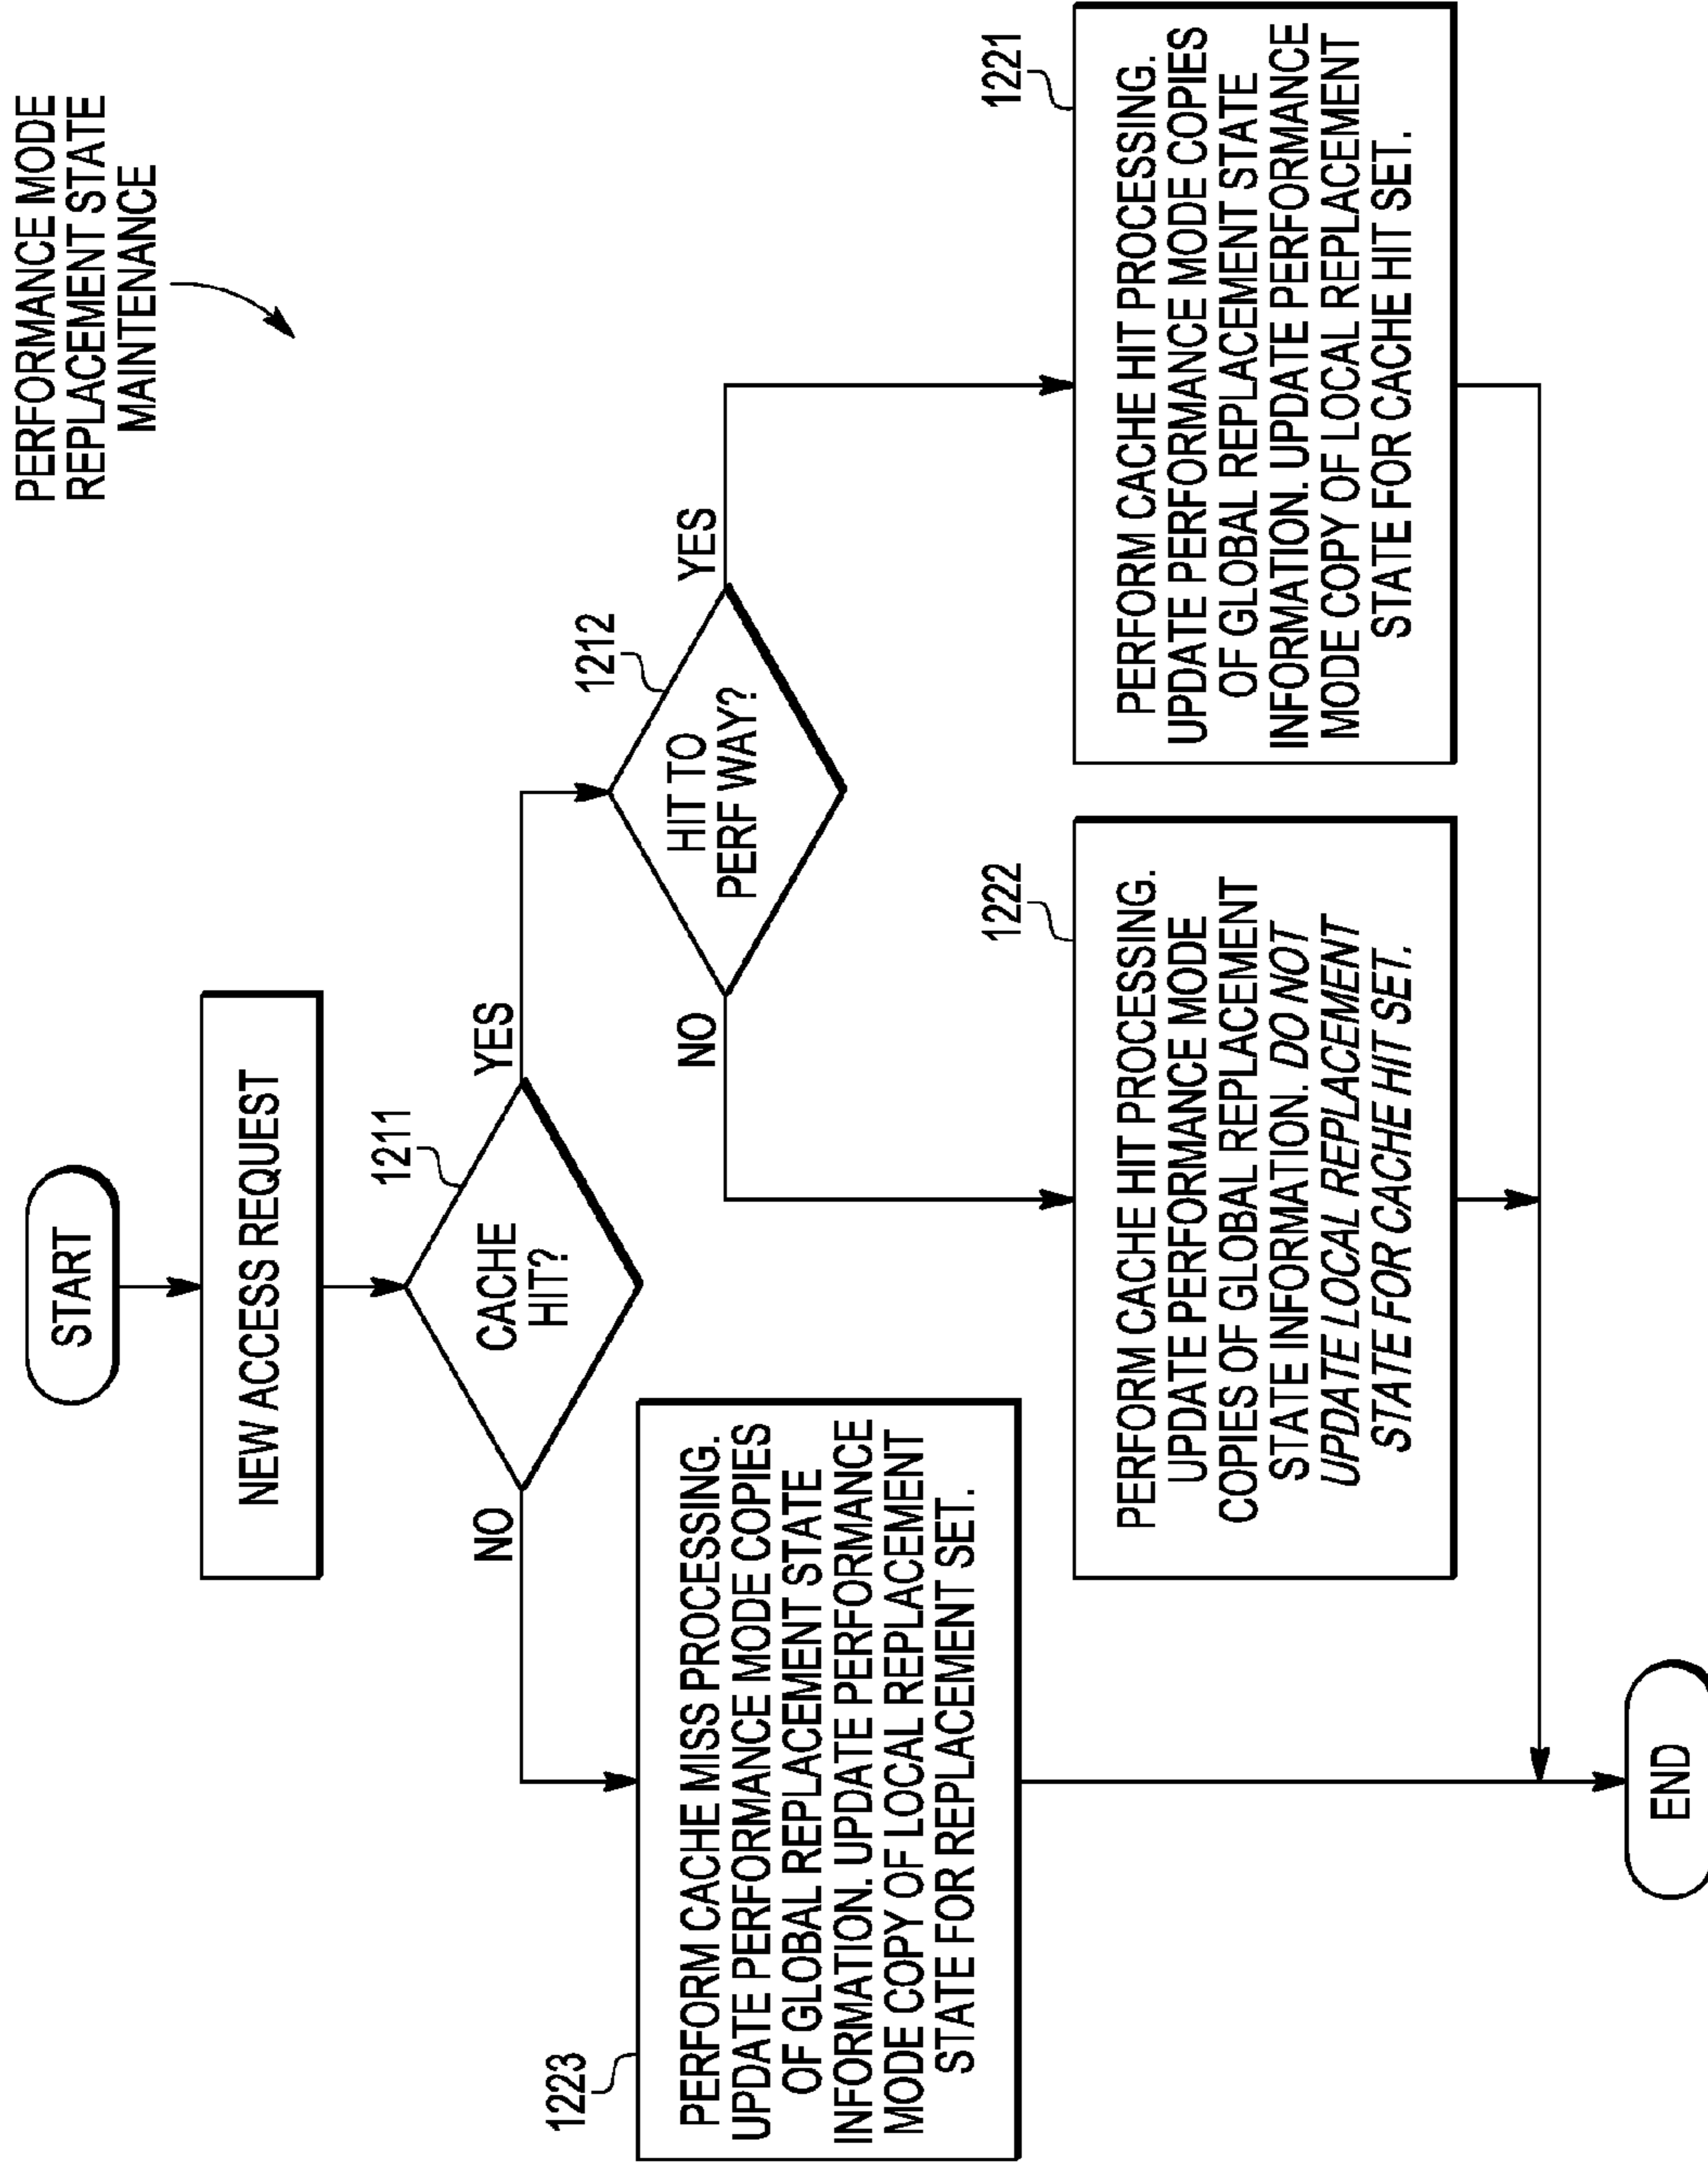 PERFORMANCE MODE
REPLACEMENT STATE
MAINTENANCE
START
NEW ACCESS REQUEST
1211
CACHE
HIT?
NO
YES
1212
HIT TO
PERF WAY?
NO
YES
1223
PERFORM CACHE MISS PROCESSING.
UPDATE PERFORMANCE MODE COPIES
OF GLOBAL REPLACEMENT STATE
INFORMATION. UPDATE PERFORMANCE
MODE COPY OF LOCAL REPLACEMENT
STATE FOR REPLACEMENT SET.
1222
PERFORM CACHE HIT PROCESSING.
UPDATE PERFORMANCE MODE
COPIES OF GLOBAL REPLACEMENT
STATE INFORMATION. DO NOT
UPDATE LOCAL REPLACEMENT
STATE FOR CACHE HIT SET.
1221
PERFORM CACHE HIT PROCESSING.
UPDATE PERFORMANCE MODE COPIES
OF GLOBAL REPLACEMENT STATE
INFORMATION. UPDATE PERFORMANCE
MODE COPY OF LOCAL REPLACEMENT
STATE FOR CACHE HIT SET.
END